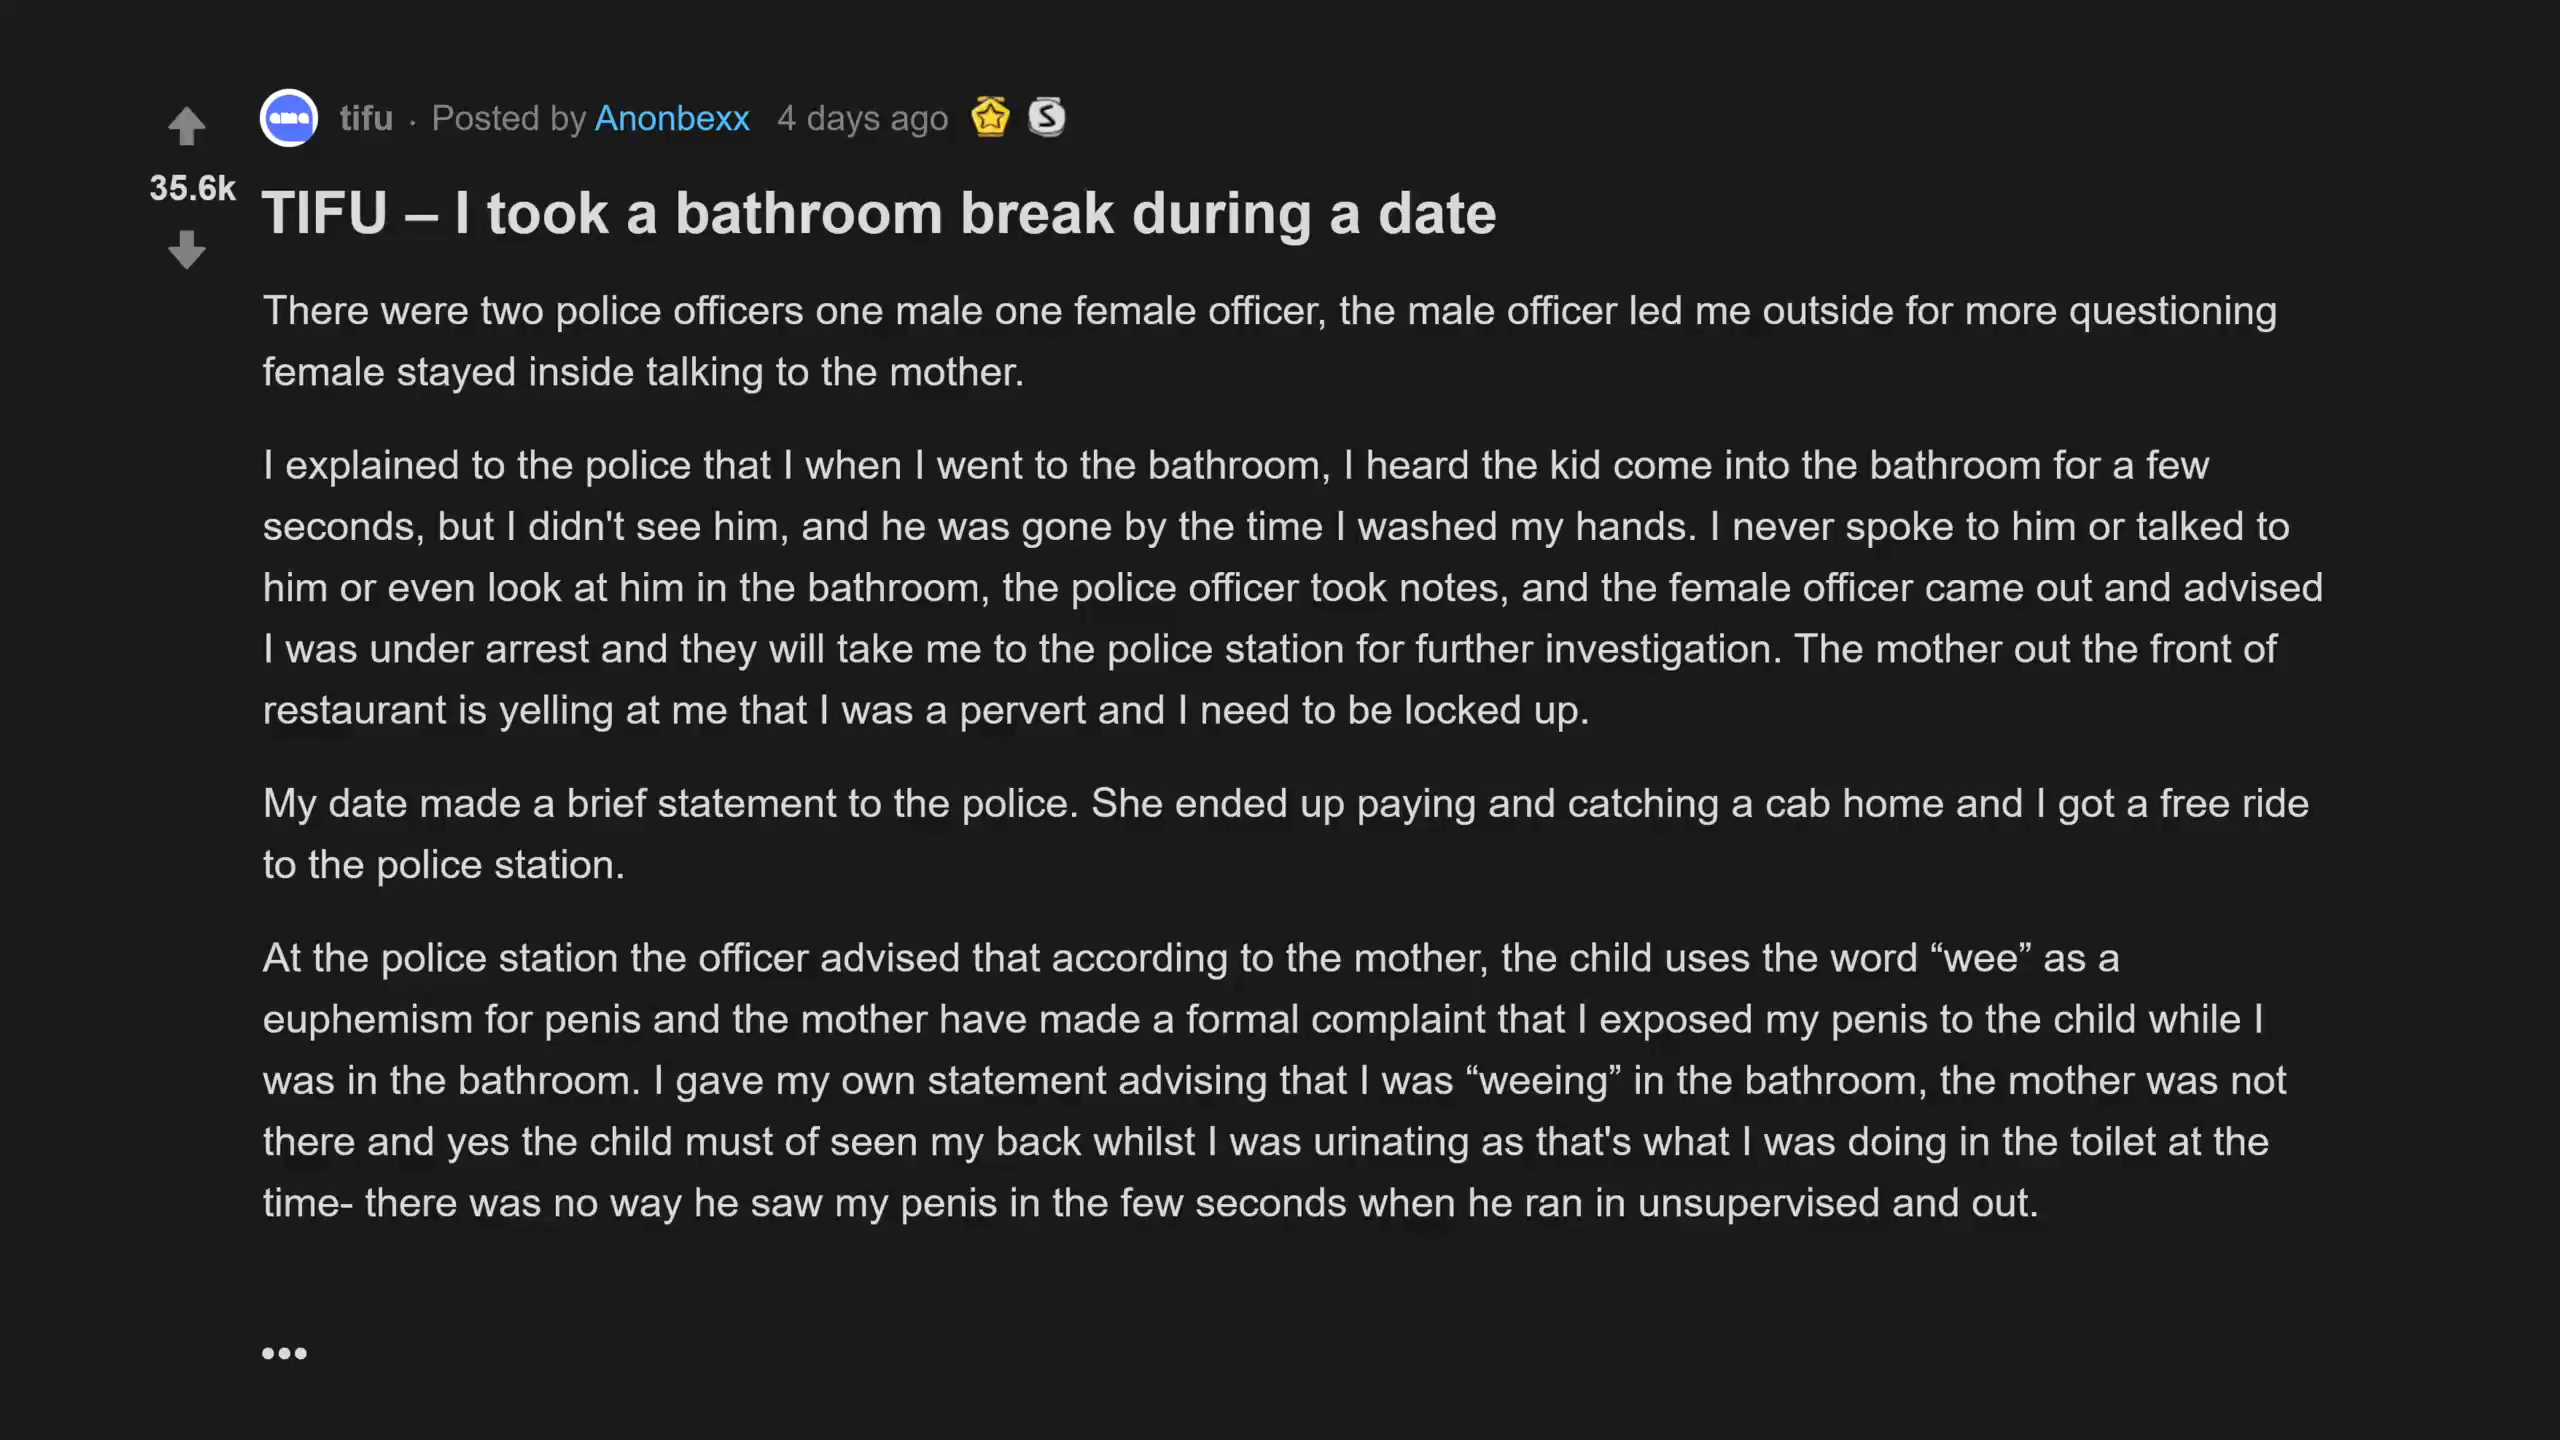 ama tifu · Posted by Anonbexx 4 days ago S
35.6k
TIFU – I took a bathroom break during a date
There were two police officers one male one female officer, the male officer led me outside for more questioning
female stayed inside talking to the mother.
I explained to the police that I when I went to the bathroom, I heard the kid come into the bathroom for a few
seconds, but I didn't see him, and he was gone by the time I washed my hands. I never spoke to him or talked to
him or even look at him in the bathroom, the police officer took notes, and the female officer came out and advised
I was under arrest and they will take me to the police station for further investigation. The mother out the front of
restaurant is yelling at me that I was a pervert and I need to be locked up.
My date made a brief statement to the police. She ended up paying and catching a cab home and I got a free ride
to the police station.
At the police station the officer advised that according to the mother, the child uses the word “wee” as a
euphemism for penis and the mother have made a formal complaint that I exposed my penis to the child while I
was in the bathroom. I gave my own statement advising that I was “weeing” in the bathroom, the mother was not
there and yes the child must of seen my back whilst I was urinating as that's what I was doing in the toilet at the
time- there was no way he saw my penis in the few seconds when he ran in unsupervised and out.
•••